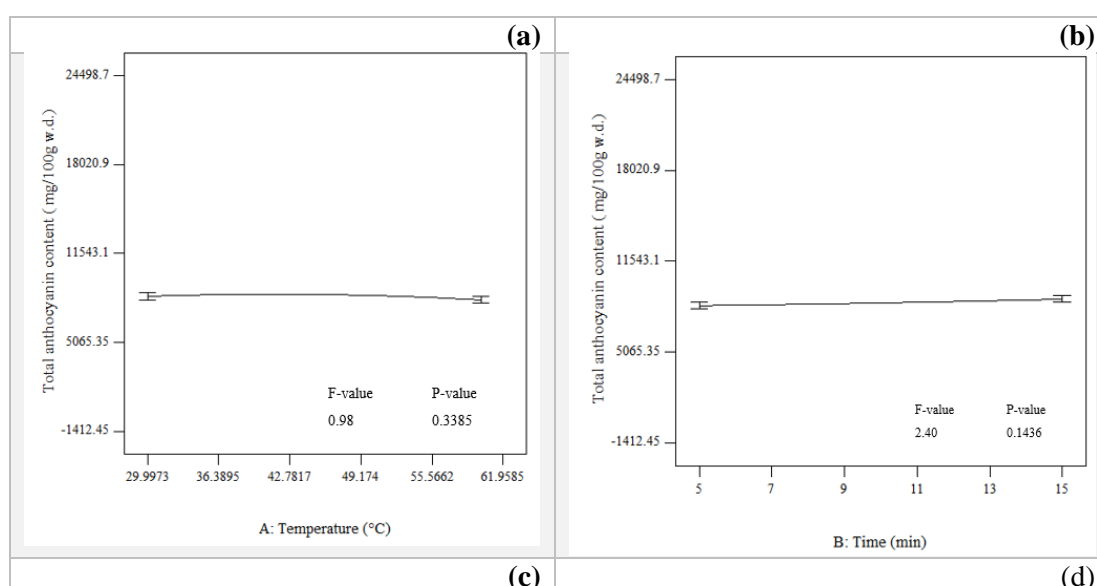 (a)
(b)
Total anthocyanin content ( mg/100g w.d.)
24498.7
18020.9
11543.1
5065.35
-1412.45
F-value P-value
0.98 0.3385
29.9973 36.3895 42.7817 49.174 55.5662 61.9585
A: Temperature (°C)
Total anthocyanin content ( mg/100g w.d.)
24498.7
18020.9
11543.1
5065.35
-1412.45
F-value P-value
2.40 0.1436
5 7 9 11 13 15
B: Time (min)
(c)
(d)